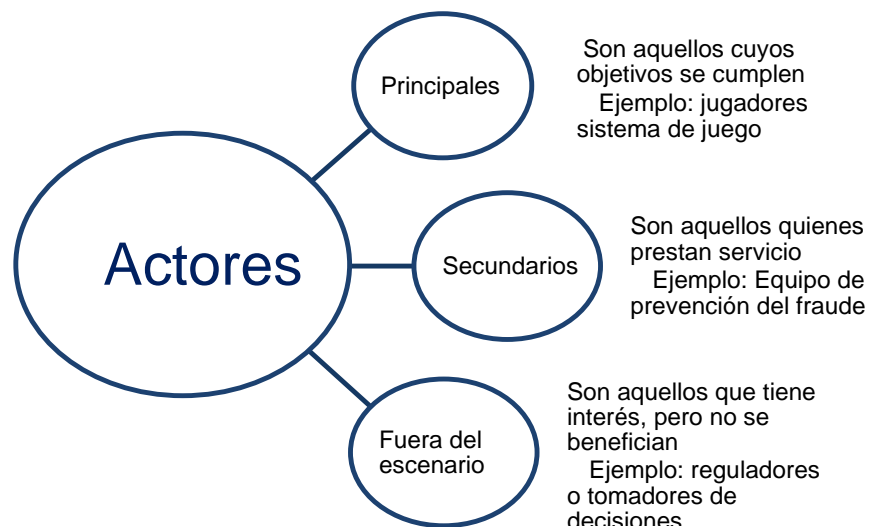 Actores
Principales
Son aquellos cuyos
objetivos se cumplen
Ejemplo: jugadores
sistema de juego
Secundarios
Son aquellos quienes
prestan servicio
Ejemplo: Equipo de
prevención del fraude
Fuera del
escenario
Son aquellos que tiene
interés, pero no se
benefician
Ejemplo: reguladores
o tomadores de
decisiones